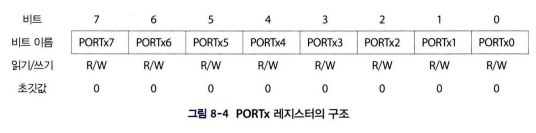 비트 7 6 5 4 3 2 1 0
비트 이름 PORTx7 PORTx6 PORTx5 PORTx4 PORTx3 PORTx2 PORTx1 PORTx0
읽기/쓰기 R/W R/W R/W R/W R/W R/W R/W R/W
초깃값 0 0 0 0 0 0 0 0
그림 8-4 PORTx 레지스터의 구조